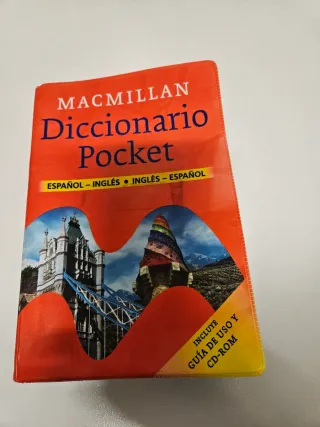 MACMILLAN
Diccionario
Pocket
ESPAÑOL – INGLÉS • INGLÉS – ESPAÑOL
INCLUYE
GUÍA DE USO Y
CD-ROM